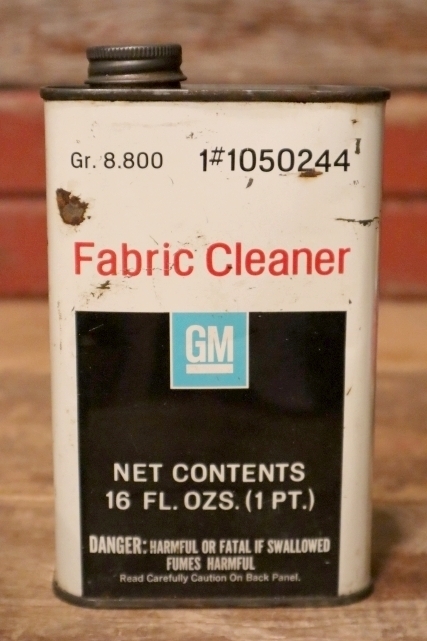 Gr. 8.800 1#1050244
Fabric Cleaner
GM
NET CONTENTS
16 FL. OZS. (1 PT.)
DANGER: HARMFUL OR FATAL IF SWALLOWED
FUMES HARMFUL
Read Carefully Caution On Back Panel.